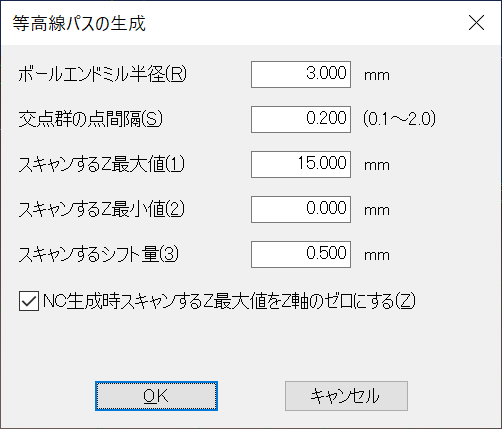 等高線パスの生成
ボールエンドミル半径(R) 3.000 mm
交点群の点間隔(S) 0.200 (0.1～2.0)
スキャンするZ最大値(1) 15.000 mm
スキャンするZ最小値(2) 0.000 mm
スキャンするシフト量(3) 0.500 mm
NC生成時スキャンするZ最大値をZ軸のゼロにする(Z)
OK キャンセル